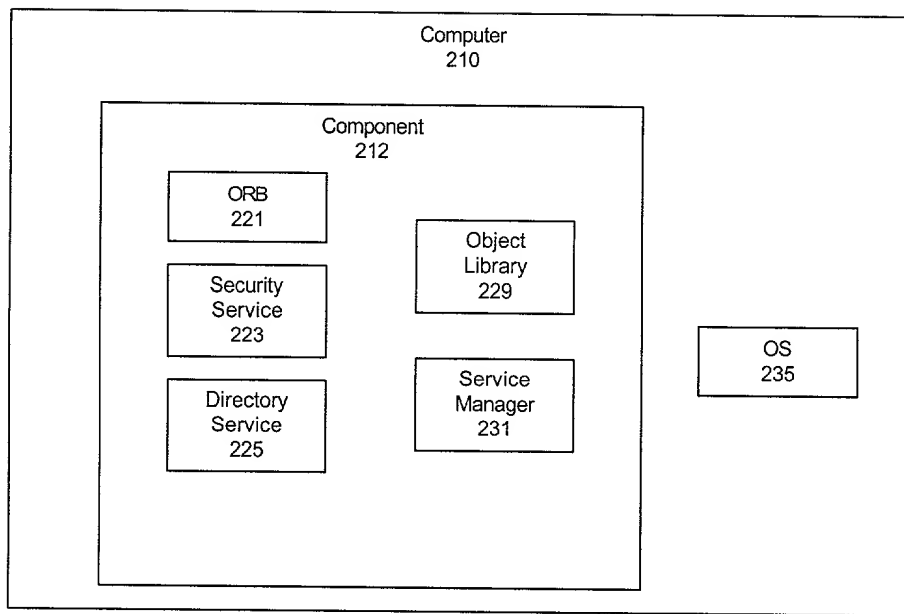 Computer
210
Component
212
ORB
221
Security
Service
223
Directory
Service
225
Object
Library
229
Service
Manager
231
OS
235